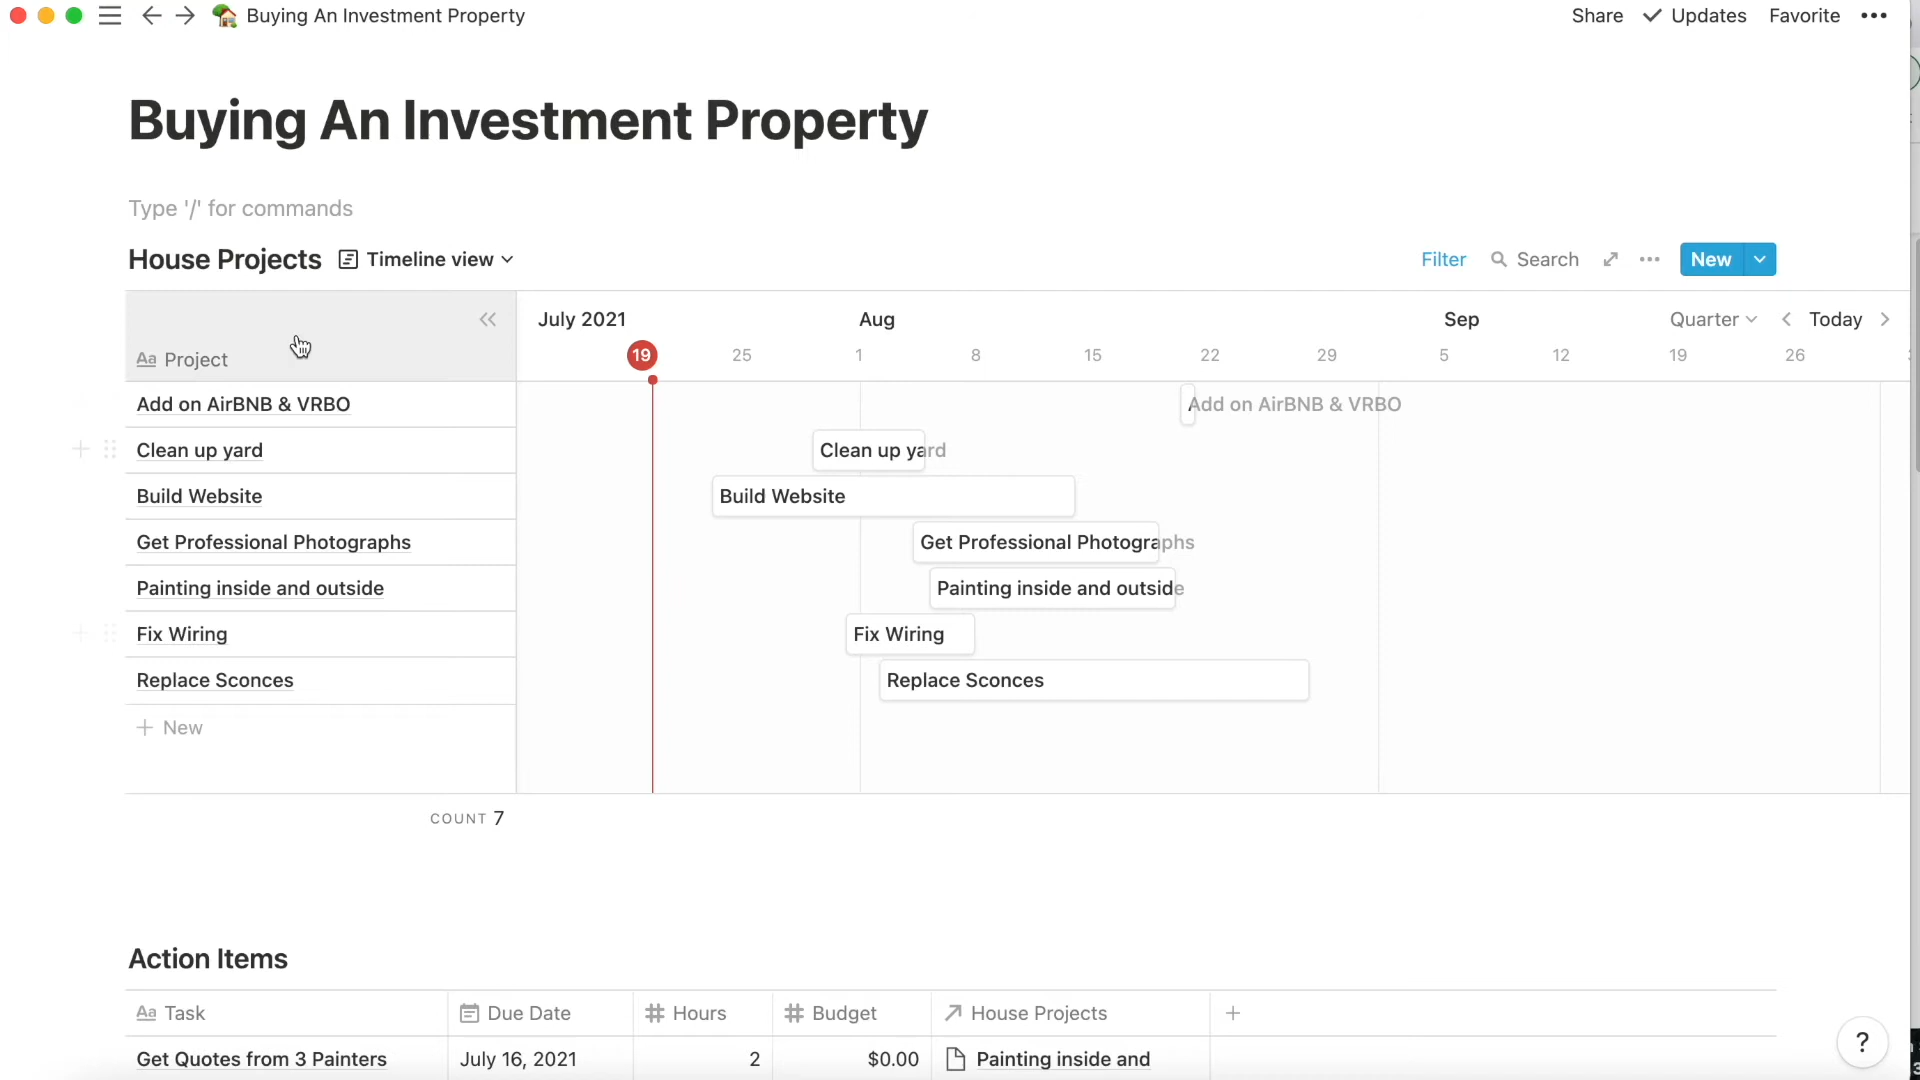 Buying An Investment Property
Share Updates Favorite •••
Buying An Investment Property
Type '/' for commands
House Projects Timeline view
Filter Search ••• New
July 2021 Aug Sep Quarter Today
Aa Project
19 25 1 8 15 22 29 5 12 19 26
Add on AirBNB & VRBO Add on AirBNB & VRBO
Clean up yard Clean up yard
Build Website Build Website
Get Professional Photographs Get Professional Photographs
Painting inside and outside Painting inside and outside
Fix Wiring Fix Wiring
Replace Sconces Replace Sconces
+ New
COUNT 7
Action Items
Aa Task Due Date # Hours # Budget House Projects +
Get Quotes from 3 Painters July 16, 2021 2 $0.00 Painting inside and
?